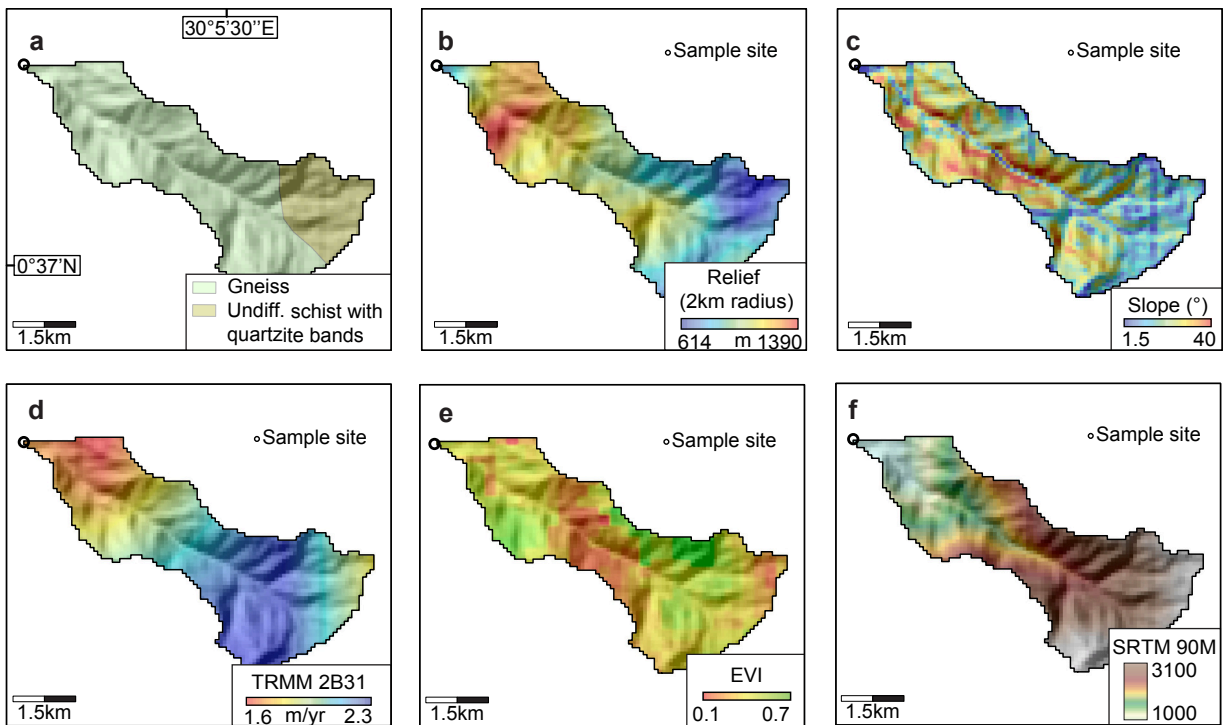 30°5'30''E
a
0°37'N
Gneiss
Undiff. schist with
quartzite bands
1.5km
b
Sample site
Relief
(2km radius)
614 m 1390
1.5km
c
Sample site
Slope (°)
1.5 40
1.5km
d
Sample site
TRMM 2B31
1.6 m/yr 2.3
1.5km
e
Sample site
EVI
0.1 0.7
1.5km
f
Sample site
SRTM 90M
3100
1000
1.5km